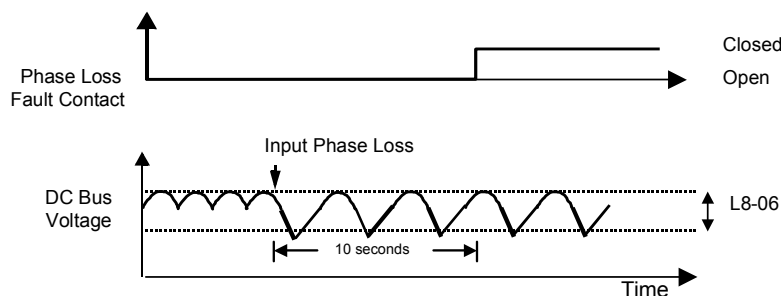 Closed
Phase Loss
Fault Contact
Open
Input Phase Loss
DC Bus
Voltage
L8-06
10 seconds
Time